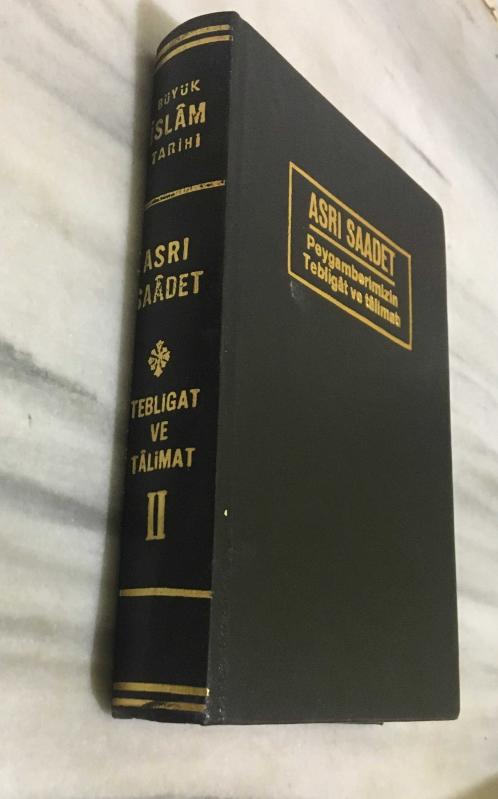 BÜYÜK
İSLÂM
TARİHİ
ASRI
SAÂDET
TEBLİGAT
VE
TÂLİMAT
II
ASRI SAADET
Peygamberimizin
Tebligât ve tâlimatı